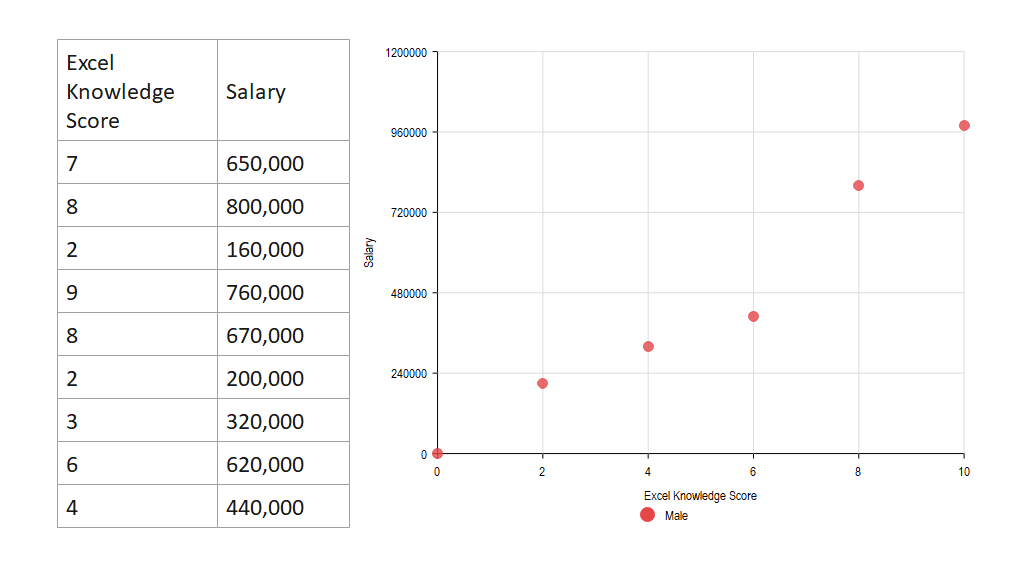 Excel
Knowledge
Score
Salary
7 650,000
8 800,000
2 160,000
9 760,000
8 670,000
2 200,000
3 320,000
6 620,000
4 440,000
1200000
960000
720000
480000
240000
0
Salary
0 2 4 6 8 10
Excel Knowledge Score
Male